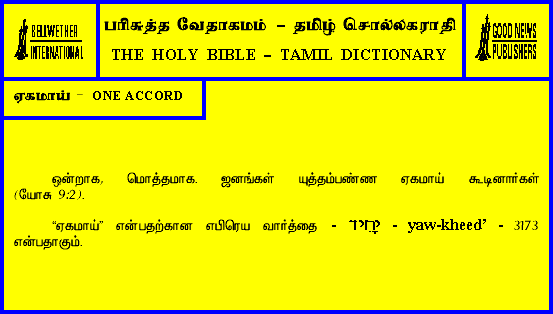 BELLWETHER
INTERNATIONAL
பரிசுத்த வேதாகமம் – தமிழ் சொல்லகராதி
THE HOLY BIBLE – TAMIL DICTIONARY
GOOD NEWS
PUBLISHERS
ஏகமாய் – ONE ACCORD
ஒன்றாக, மொத்தமாக. ஜனங்கள் யுத்தம்பண்ண ஏகமாய் கூடினார்கள்
(யோசு 9:2).
“ஏகமாய்” என்பதற்கான எபிரெய வார்த்தை - - yaw-kheed’ - 3173
என்பதாகும்.